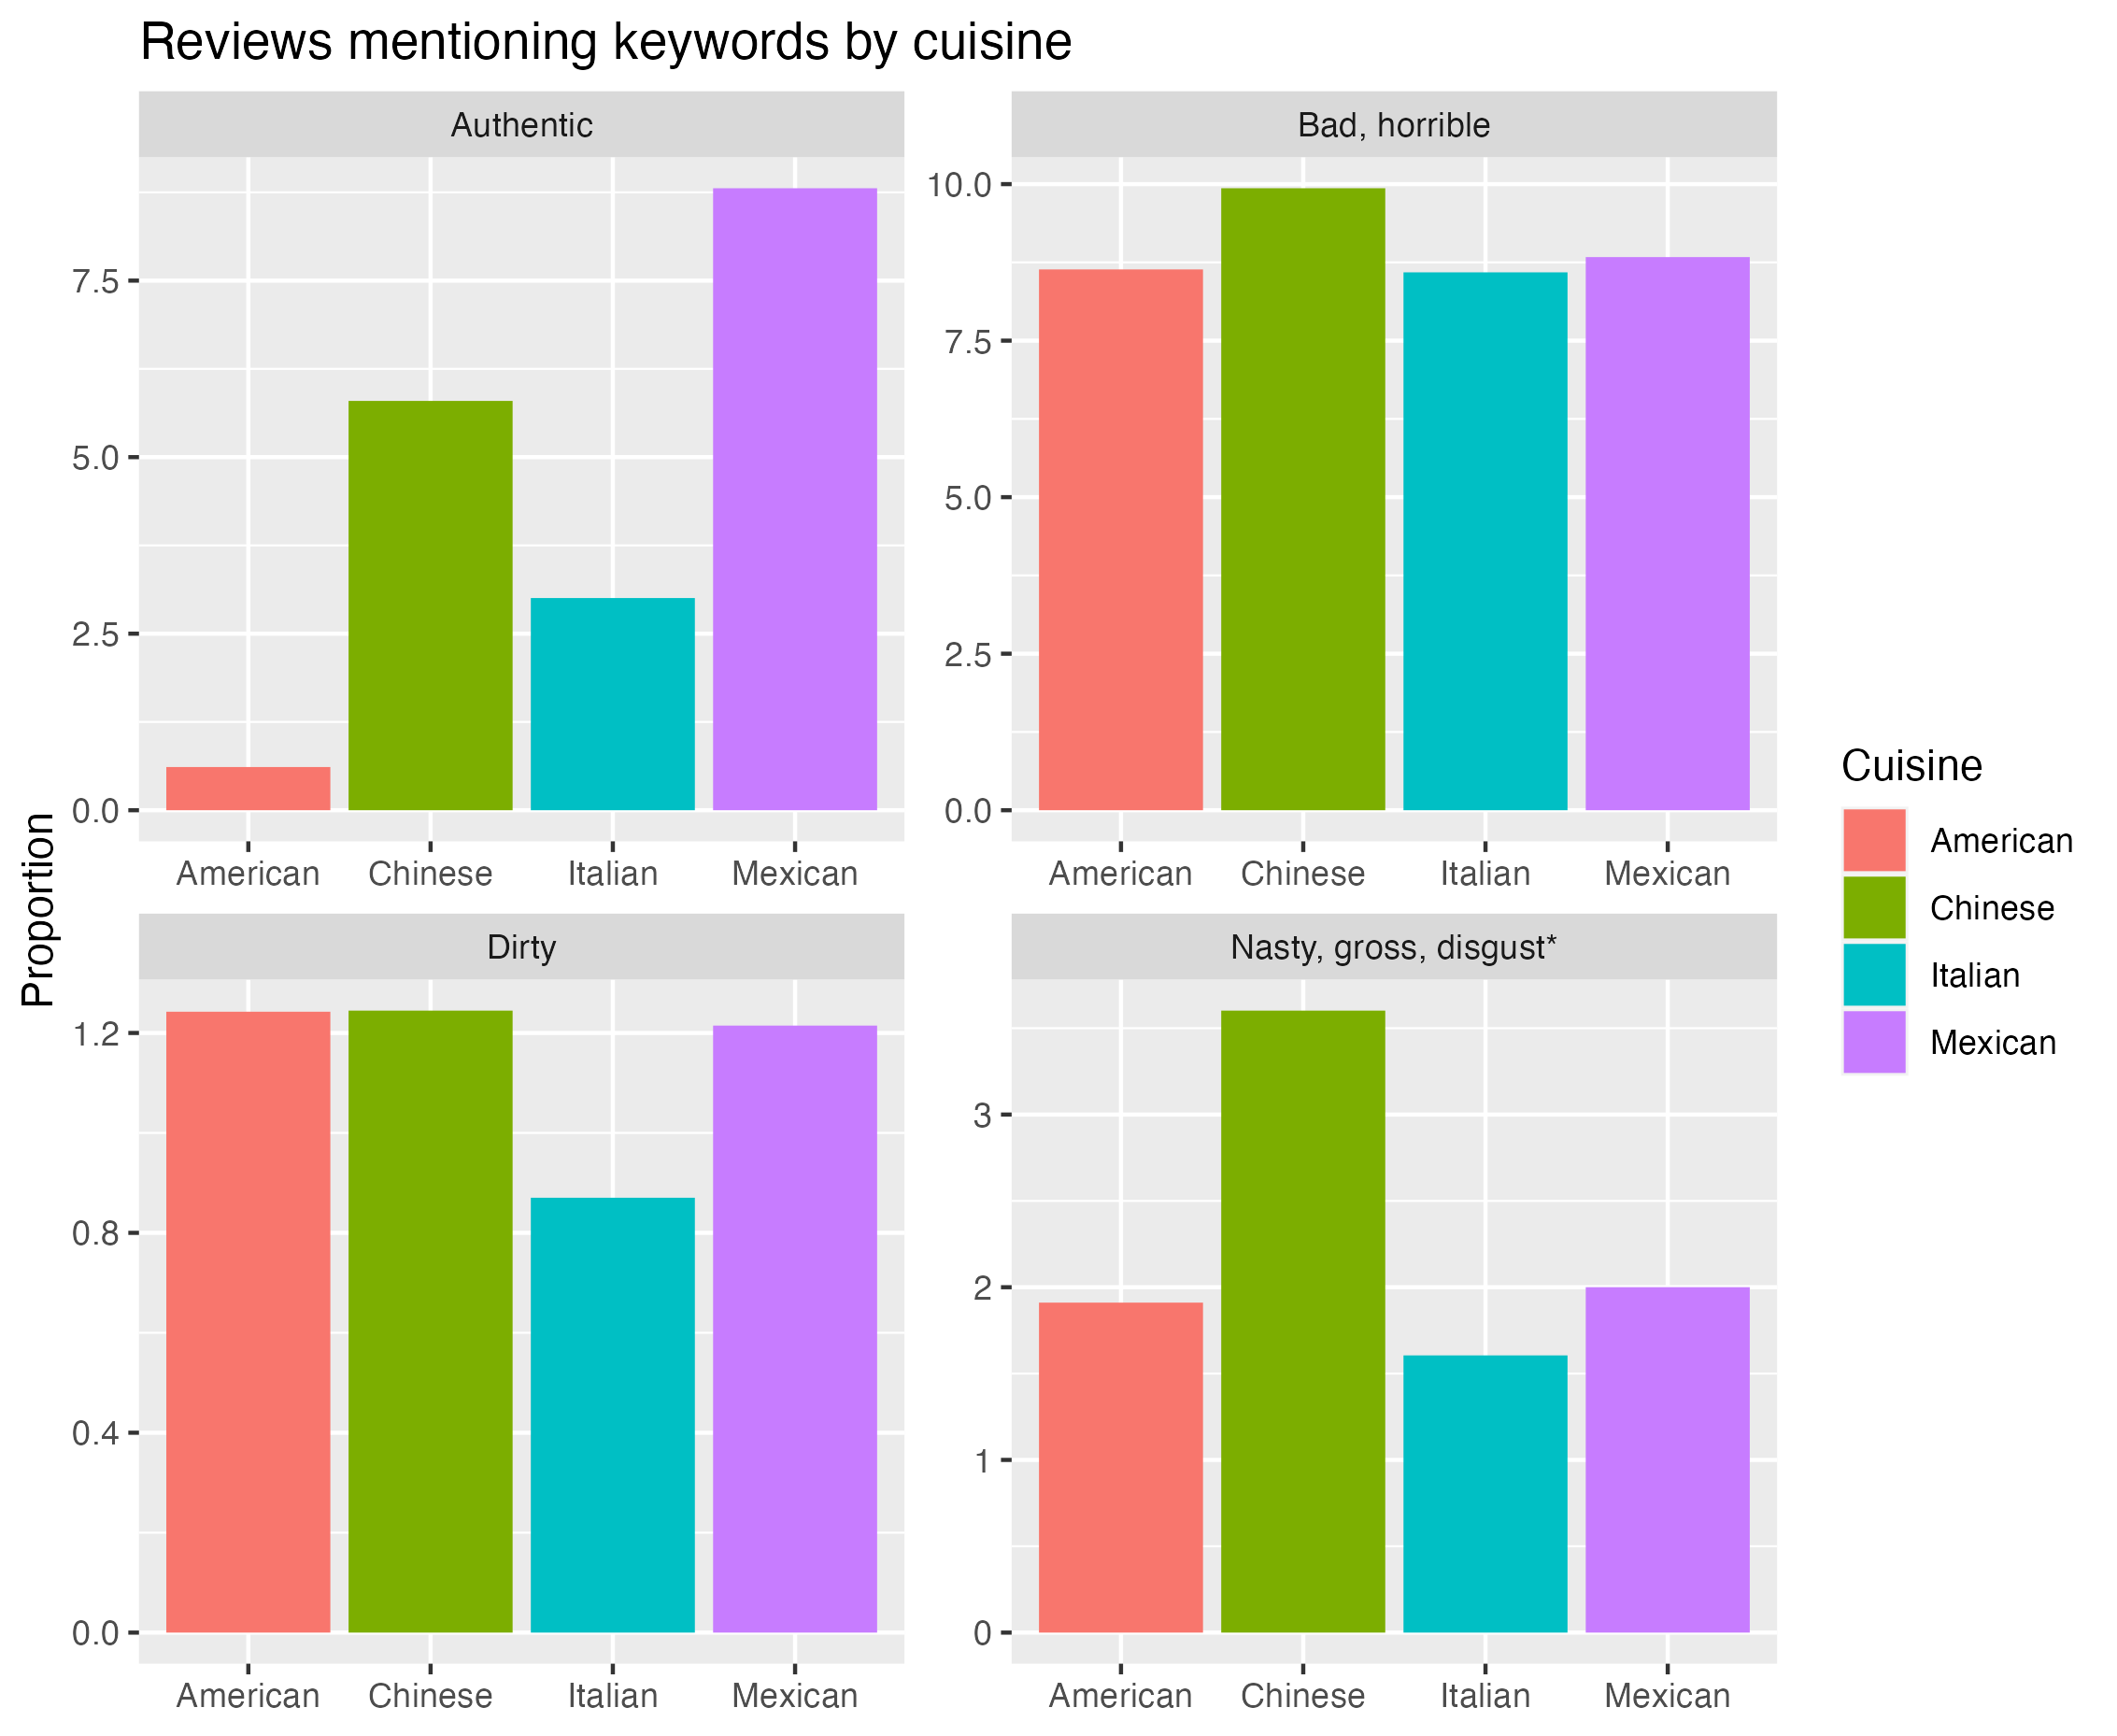 Reviews mentioning keywords by cuisine
Authentic
7.5
5.0
2.5
0.0
American Chinese Italian Mexican
Bad, horrible
10.0
7.5
5.0
2.5
0.0
American Chinese Italian Mexican
Proportion
Dirty
1.2
0.8
0.4
0.0
American Chinese Italian Mexican
Nasty, gross, disgust*
3
2
1
0
American Chinese Italian Mexican
Cuisine
American
Chinese
Italian
Mexican